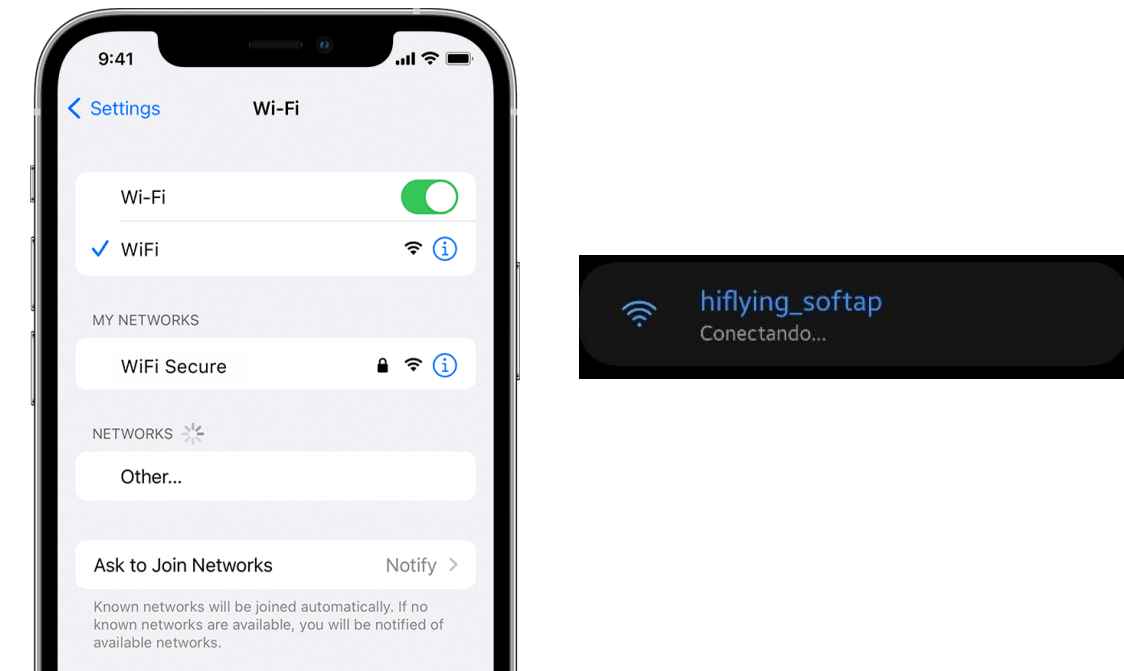 9:41
Settings
Wi-Fi
Wi-Fi
WiFi
MY NETWORKS
WiFi Secure
NETWORKS
Other...
Ask to Join Networks Notify
Known networks will be joined automatically. If no
known networks are available, you will be notified of
available networks.
hiflying_softap
Conectando...